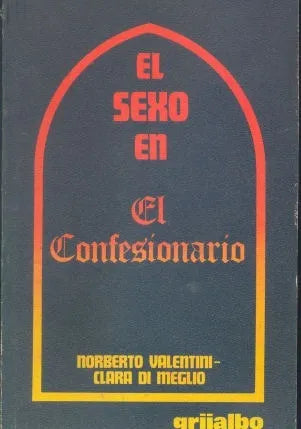 EL
SEXO
EN
El
Confesionario
NORBERTO VALENTINI-
CLARA DI MEGLIO
grijalbo